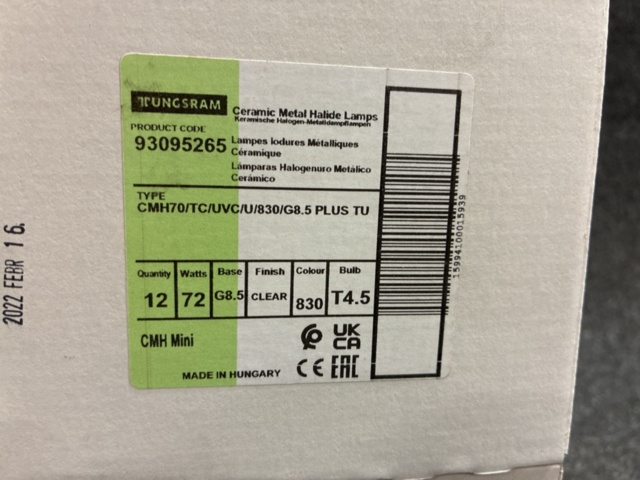 TUNGSRAM
Ceramic Metal Halide Lamps
Keramische Halogen-Metalldampflampen
PRODUCT CODE
93095265
Lampes Iodures Métalliques
Céramique
Lámparas Halogenuro Metálico
Cerámico
TYPE
CMH70/TC/UVC/U/830/G8.5 PLUS TU
Quantity Watts Base Finish Colour Bulb
12 72 G8.5 CLEAR 830 T4.5
CMH Mini
UK
CA
CE EAC
MADE IN HUNGARY
15994100015939
2022 FEBR 16.